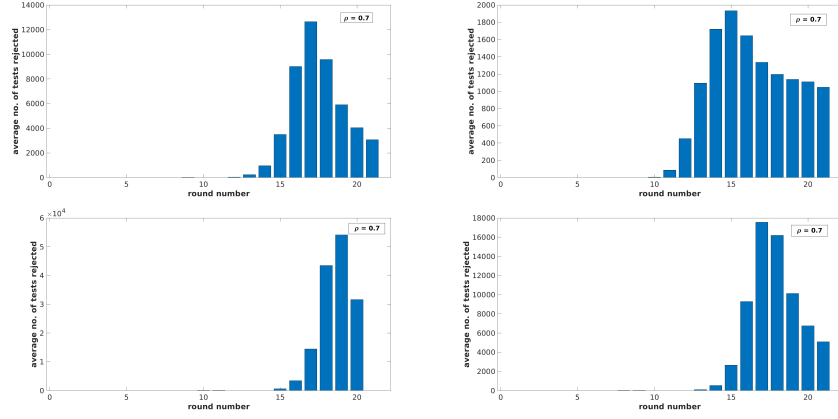 14000
12000
10000
8000
6000
4000
2000
0
average no. of tests rejected
ρ = 0.7
0 5 10 15 20
round number
2000
1800
1600
1400
1200
1000
800
600
400
200
0
average no. of tests rejected
ρ = 0.7
0 5 10 15 20
round number
×10⁴
6
5
4
3
2
1
0
average no. of tests rejected
ρ = 0.7
0 5 10 15 20
round number
18000
16000
14000
12000
10000
8000
6000
4000
2000
0
average no. of tests rejected
ρ = 0.7
0 5 10 15 20
round number